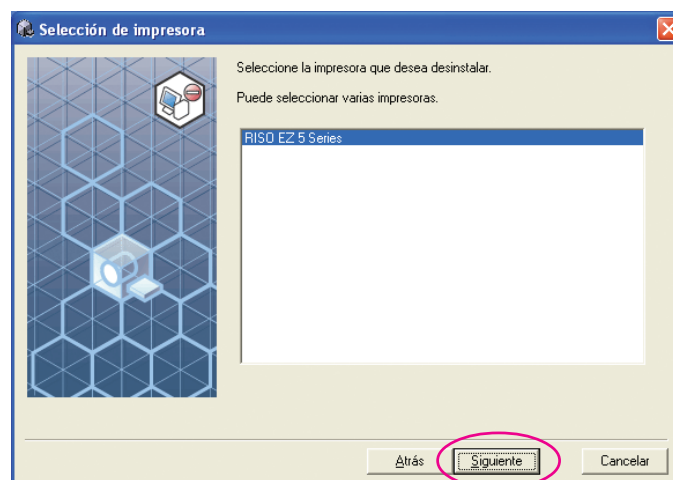 Selección de impresora
Seleccione la impresora que desea desinstalar.
Puede seleccionar varias impresoras.
RISO EZ 5 Series
Atrás
Siguiente
Cancelar